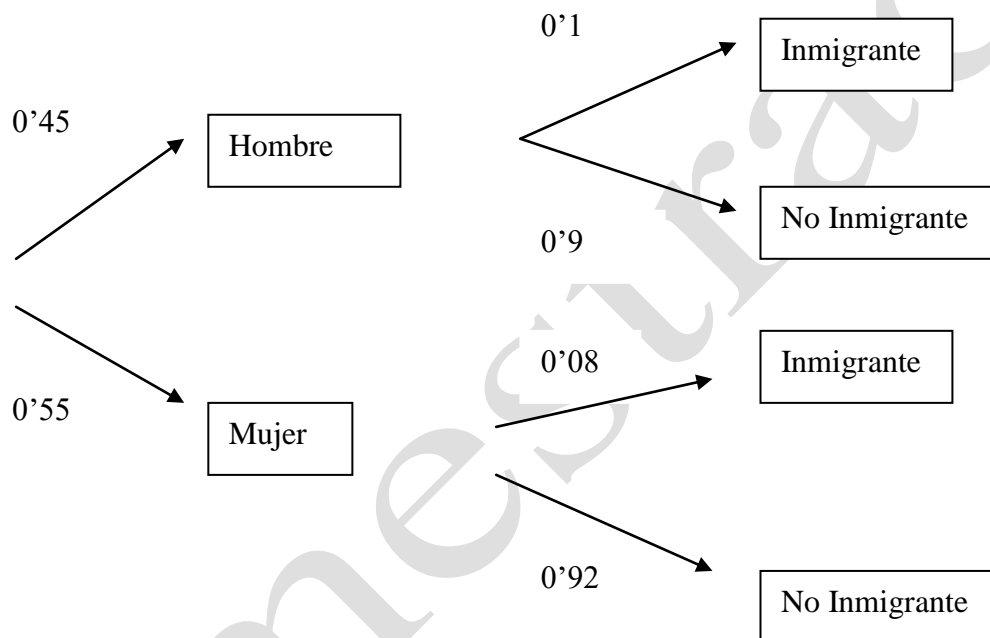 0’1
Inmigrante
0’45
Hombre
No Inmigrante
0’9
Inmigrante
0’08
0’55
Mujer
0’92
No Inmigrante